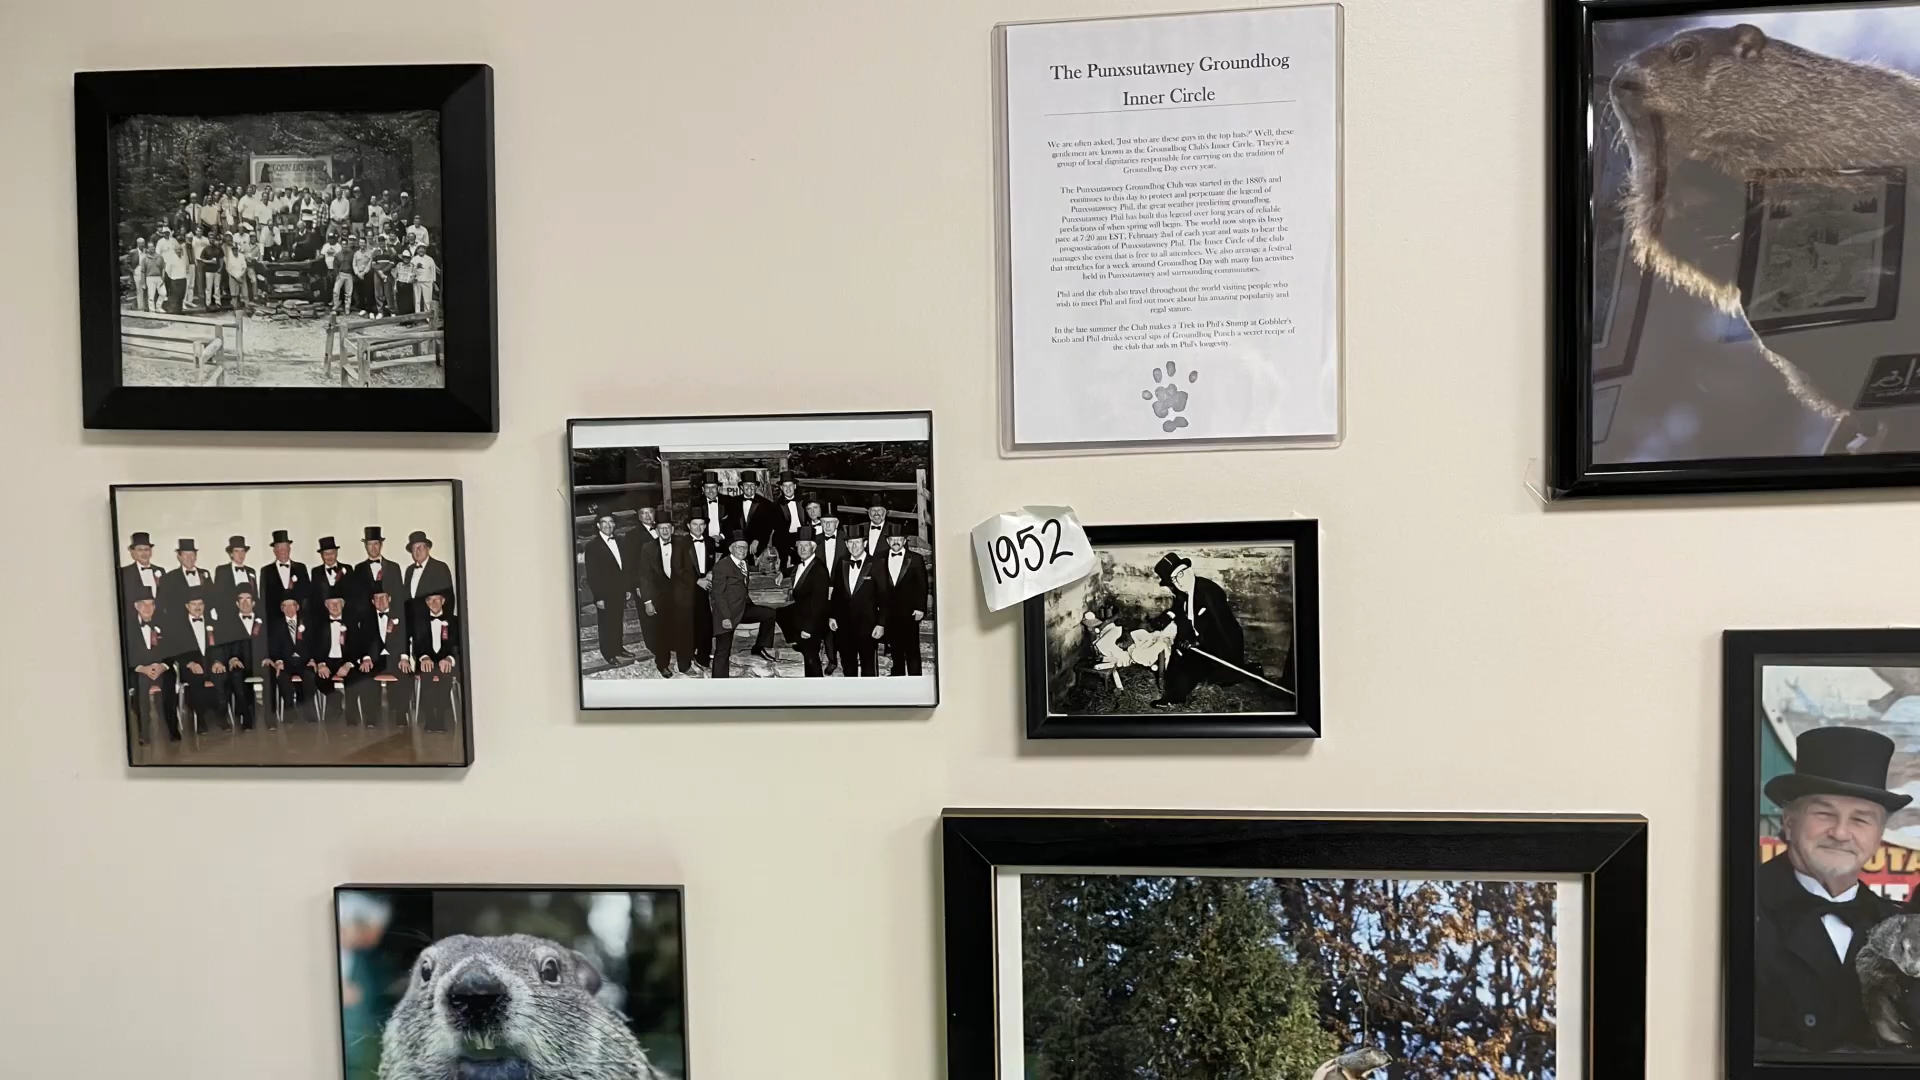 The Punxsutawney Groundhog
Inner Circle
We are often asked, "Just who are these guys in the top hats?" Well, these
gentlemen are known as the Groundhog Club's Inner Circle. They're a
group of local dignitaries responsible for carrying on the tradition of
Groundhog Day every year.
The Punxsutawney Groundhog Club was started in the 1880's and
continues to this day to protect and perpetuate the legend of
Punxsutawney Phil, the great weather predicting groundhog.
Punxsutawney Phil has built this legend over long years of reliable
predictions of when spring will begin. The world now stops its busy
pace at 7:20 am EST, February 2nd of each year and waits to hear the
prognostication of Punxsutawney Phil. The Inner Circle of the club
manages the event that is free to all attendees. We also arrange a festival
that stretches for a week around Groundhog Day with many fun activities
held in Punxsutawney and surrounding communities.
Phil and the club also travel throughout the world visiting people who
wish to meet Phil and find out more about his amazing popularity and
regal stature.
In the late summer the Club makes a Trek to Phil's Stump at Gobbler's
Knob and Phil drinks several sips of Groundhog Punch a secret recipe of
the club that aids in Phil's longevity.
1952